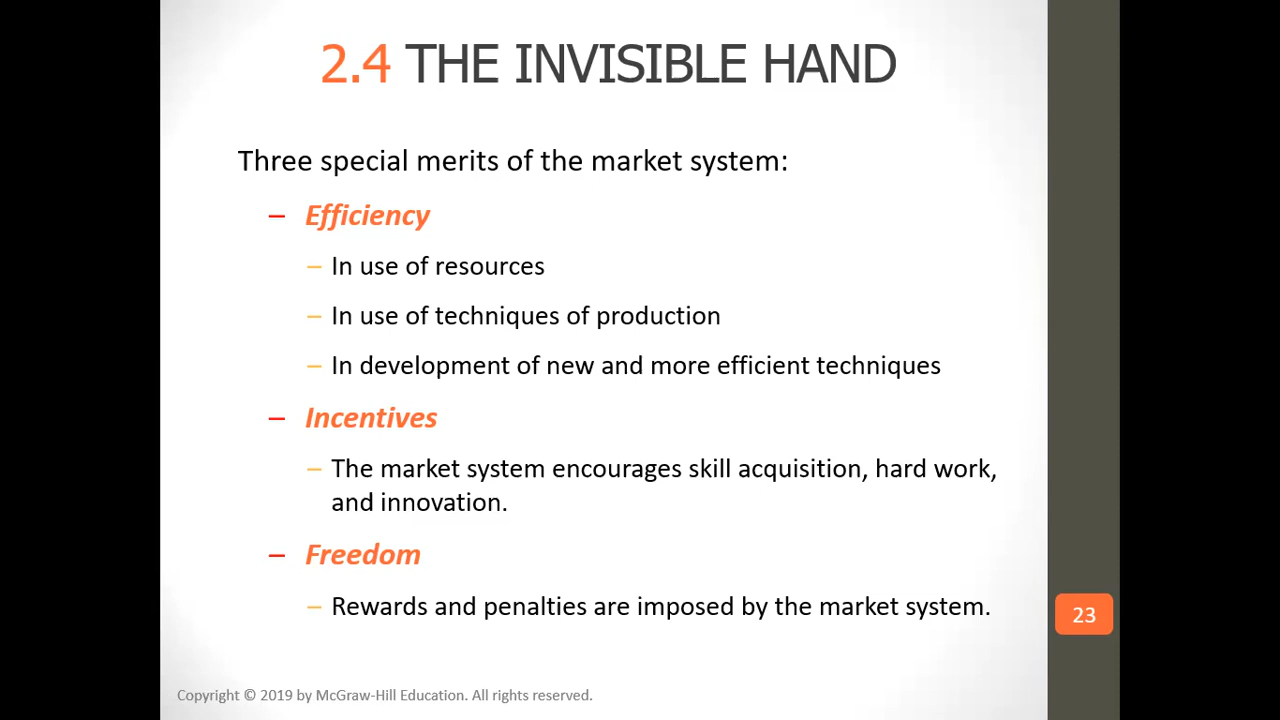 2.4 THE INVISIBLE HAND
Three special merits of the market system:
– Efficiency
– In use of resources
– In use of techniques of production
– In development of new and more efficient techniques
– Incentives
– The market system encourages skill acquisition, hard work,
and innovation.
– Freedom
– Rewards and penalties are imposed by the market system.
23
Copyright © 2019 by McGraw-Hill Education. All rights reserved.